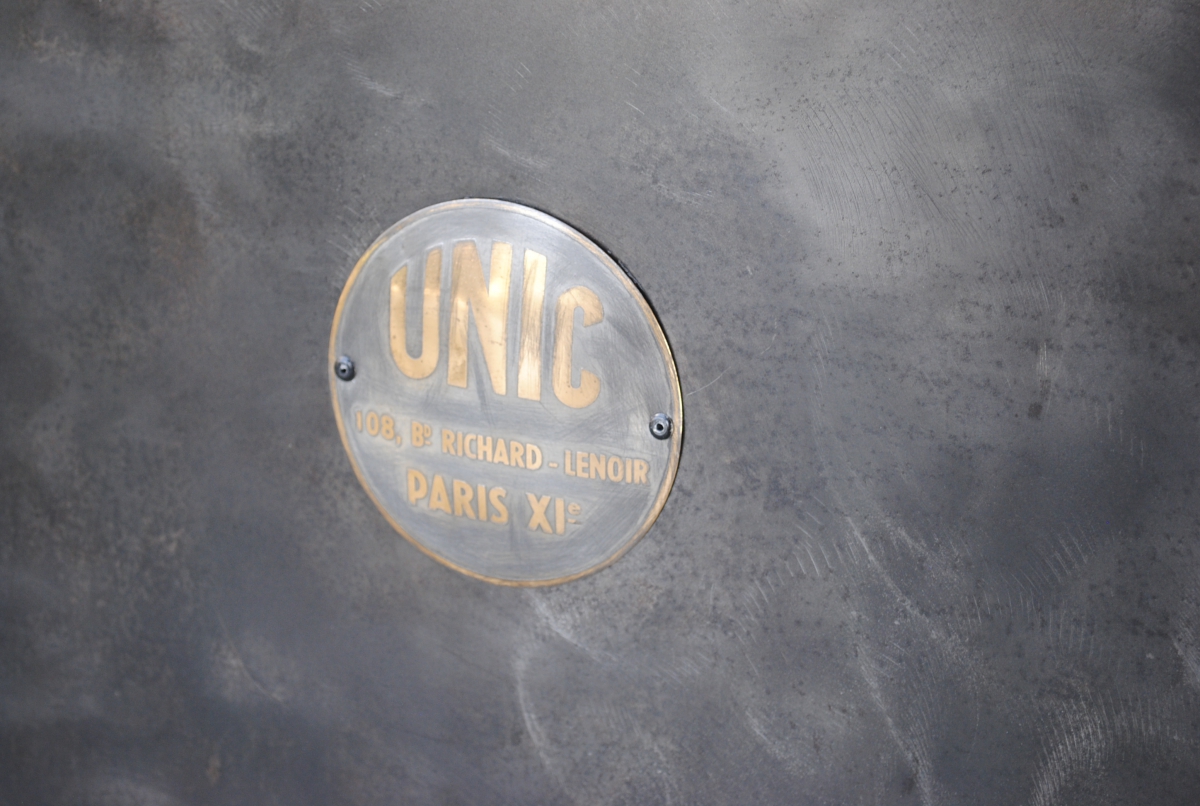 UNIC
108, Bᴰ RICHARD-LENOIR
PARIS XIᵉ